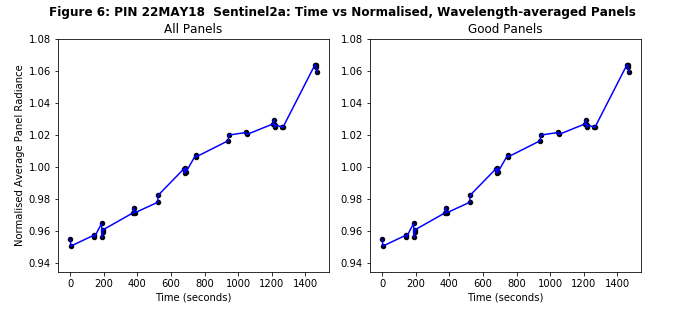 Figure 6: PIN 22MAY18  Sentinel2a: Time vs Normalised, Wavelength-averaged Panels
All Panels
Good Panels
Normalised Average Panel Radiance
1.08
1.06
1.04
1.02
1.00
0.98
0.96
0.94
0 200 400 600 800 1000 1200 1400
Time (seconds)
1.08
1.06
1.04
1.02
1.00
0.98
0.96
0.94
0 200 400 600 800 1000 1200 1400
Time (seconds)